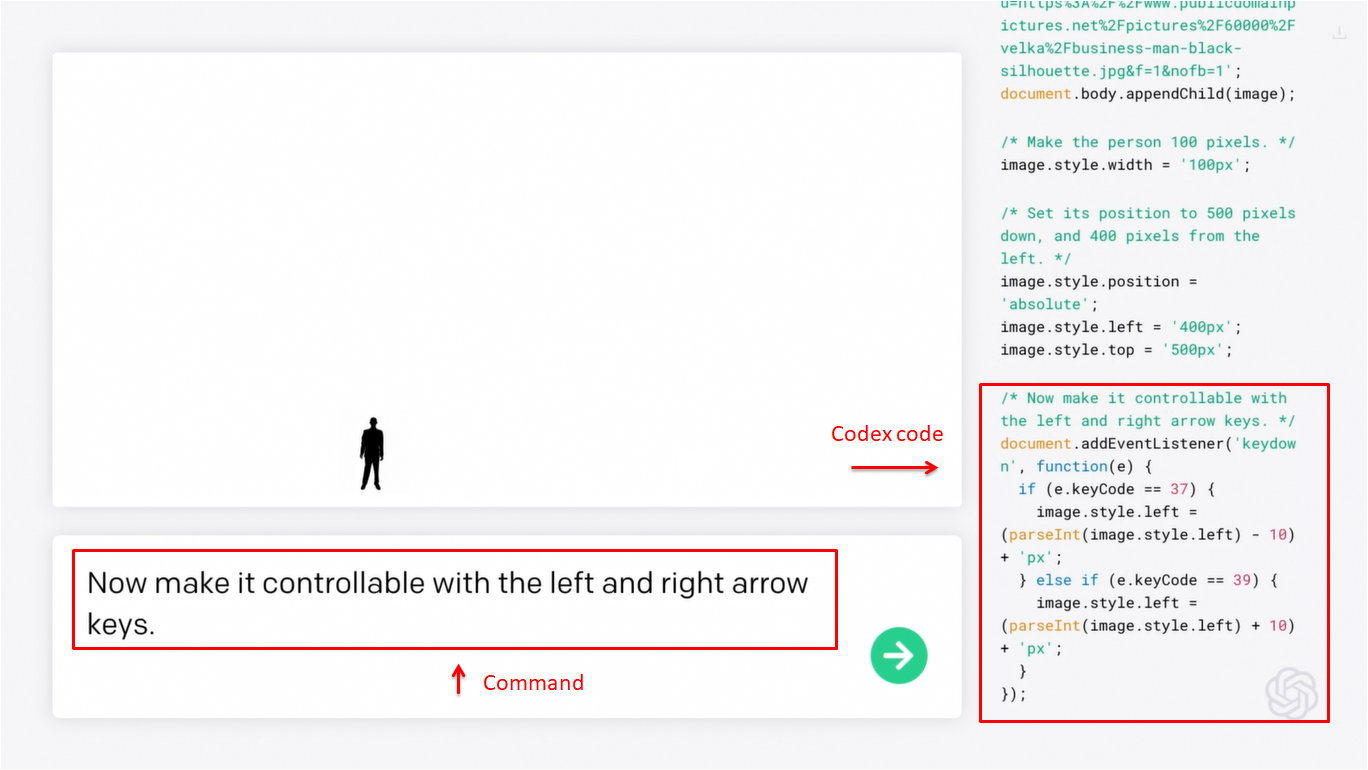 Codex code
Now make it controllable with the left and right arrow
keys.
Command
u=https%3A%2F%2Fwww.publicdomainp
ictures.net%2Fpictures%2F60000%2F
velka%2Fbusiness-man-black-
silhouette.jpg&f=1&nofb=1';
document.body.appendChild(image);
/* Make the person 100 pixels. */
image.style.width = '100px';
/* Set its position to 500 pixels
down, and 400 pixels from the
left. */
image.style.position =
'absolute';
image.style.left = '400px';
image.style.top = '500px';
/* Now make it controllable with
the left and right arrow keys. */
document.addEventListener('keydow
n', function(e) {
if (e.keyCode == 37) {
image.style.left =
(parseInt(image.style.left) - 10)
+ 'px';
} else if (e.keyCode == 39) {
image.style.left =
(parseInt(image.style.left) + 10)
+ 'px';
}
});